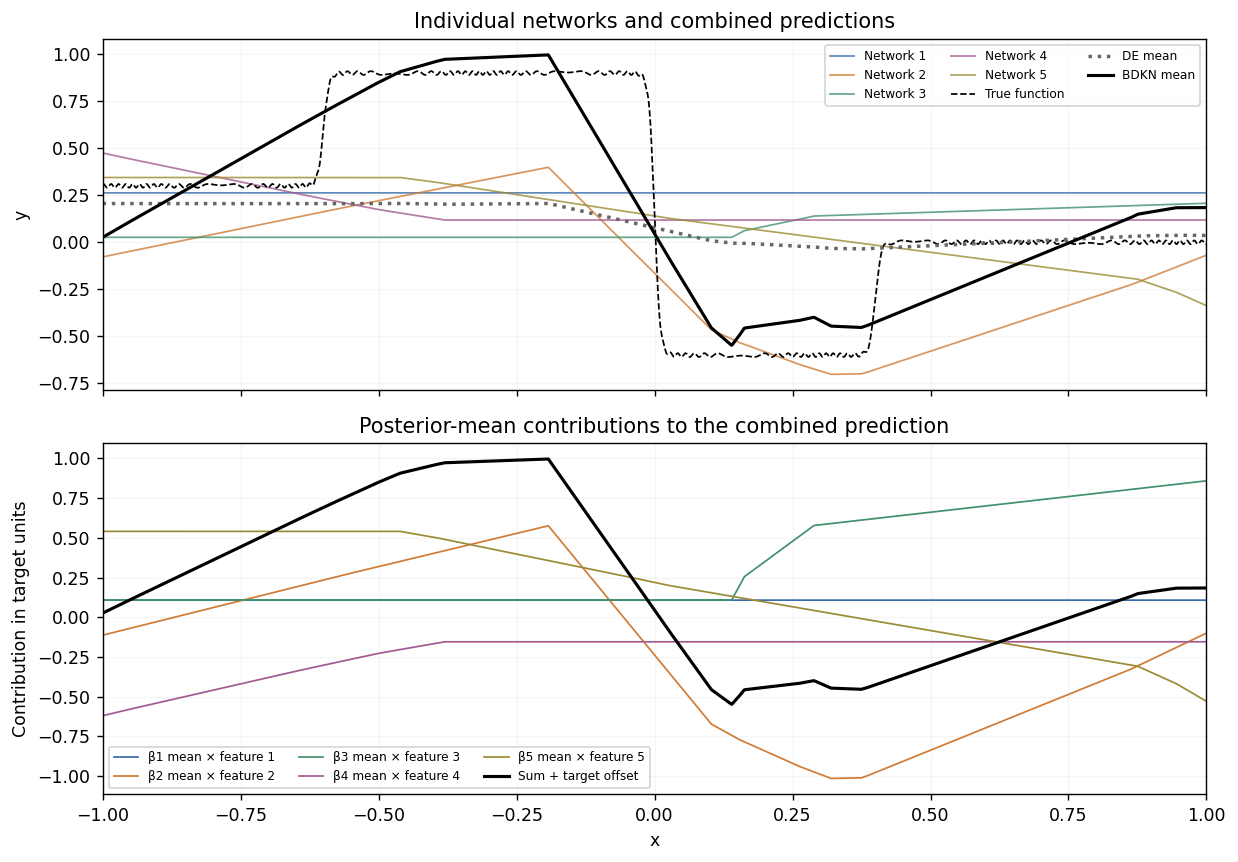 Individual networks and combined predictions
Network 1
Network 2
Network 3
Network 4
Network 5
True function
DE mean
BDKN mean
1.00
0.75
0.50
0.25
0.00
−0.25
−0.50
−0.75
y
Posterior-mean contributions to the combined prediction
1.00
0.75
0.50
0.25
0.00
−0.25
−0.50
−0.75
−1.00
Contribution in target units
β1 mean × feature 1
β2 mean × feature 2
β3 mean × feature 3
β4 mean × feature 4
β5 mean × feature 5
Sum + target offset
−1.00 −0.75 −0.50 −0.25 0.00 0.25 0.50 0.75 1.00
x